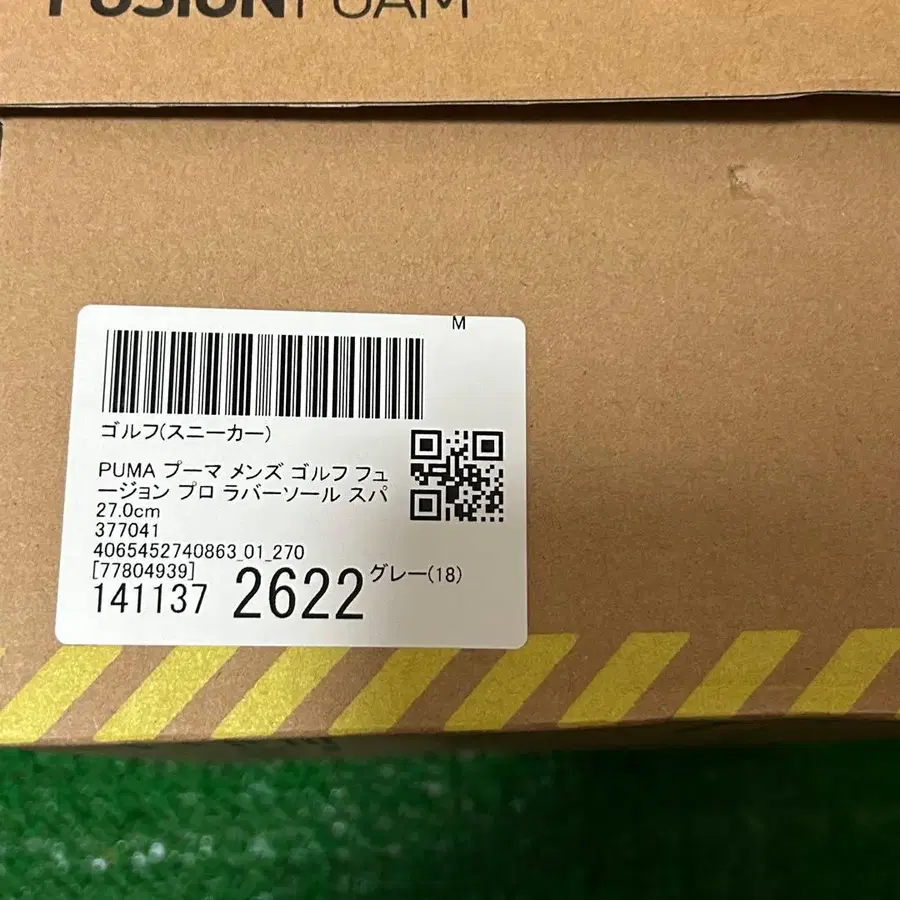 FUSIONFOAM
M
ゴルフ(スニーカー)
PUMA プーマ メンズ ゴルフ フュ
ージョン プロ ラバーソール スパ
27.0cm
377041
4065452740863_01_270
[77804939]
グレー(18)
141137 2622